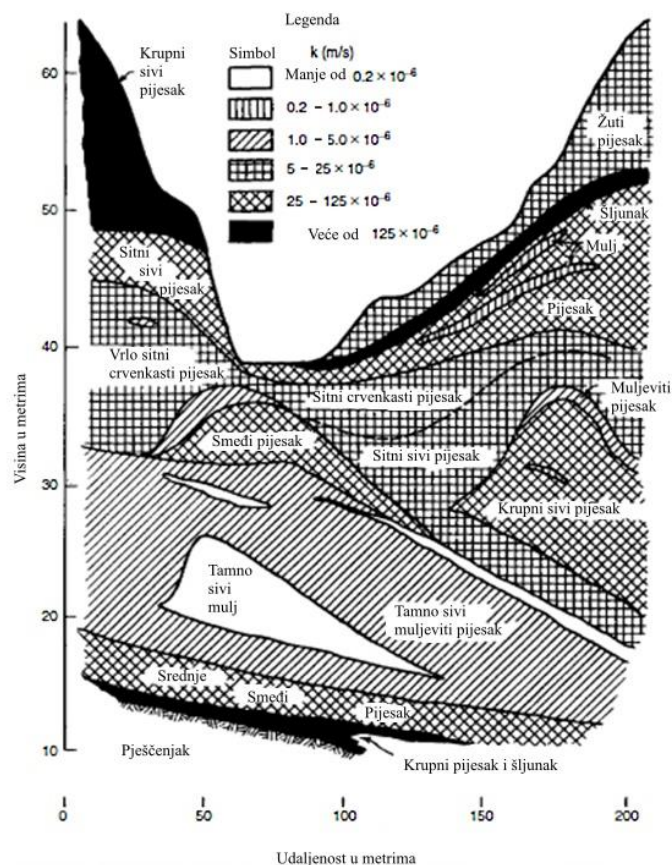 Legenda
Simbol k (m/s)
Manje od 0.2 × 10⁻⁶
0.2 – 1.0 × 10⁻⁶
1.0 – 5.0 × 10⁻⁶
5 – 25 × 10⁻⁶
25 – 125 × 10⁻⁶
Veće od 125 × 10⁻⁶
Krupni
sivi
pijesak
Žuti
pijesak
Šljunak
Mulj
Pijesak
Sitni
sivi
pijesak
Vrlo sitni
crvenkasti pijesak
Sitni crvenkasti pijesak
Muljeviti
pijesak
Smeđi pijesak
Sitni sivi pijesak
Krupni sivi pijesak
Tamno
sivi
mulj
Tamno sivi
muljeviti pijesak
Srednje
Smeđi
Pijesak
Pješčenjak
Krupni pijesak i šljunak
Visina u metrima
60
50
40
30
20
10
0 50 100 150 200
Udaljenost u metrima